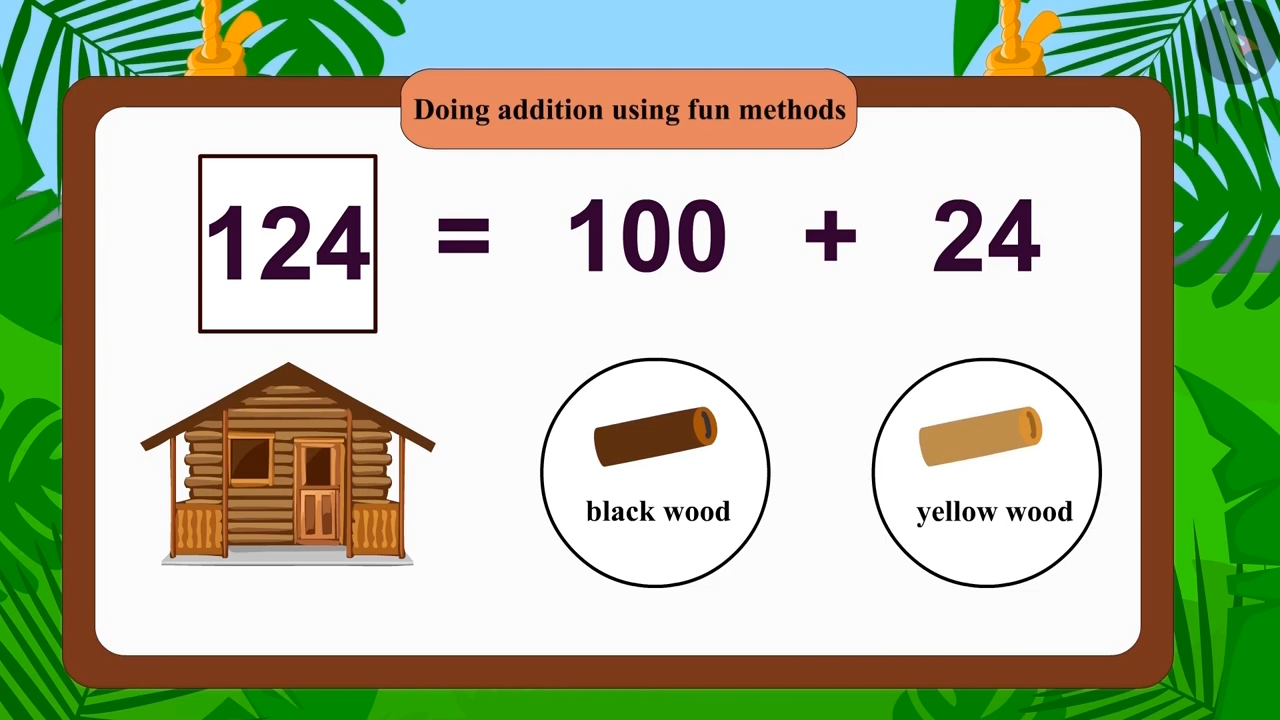 Doing addition using fun methods
124 = 100 + 24
black wood
yellow wood